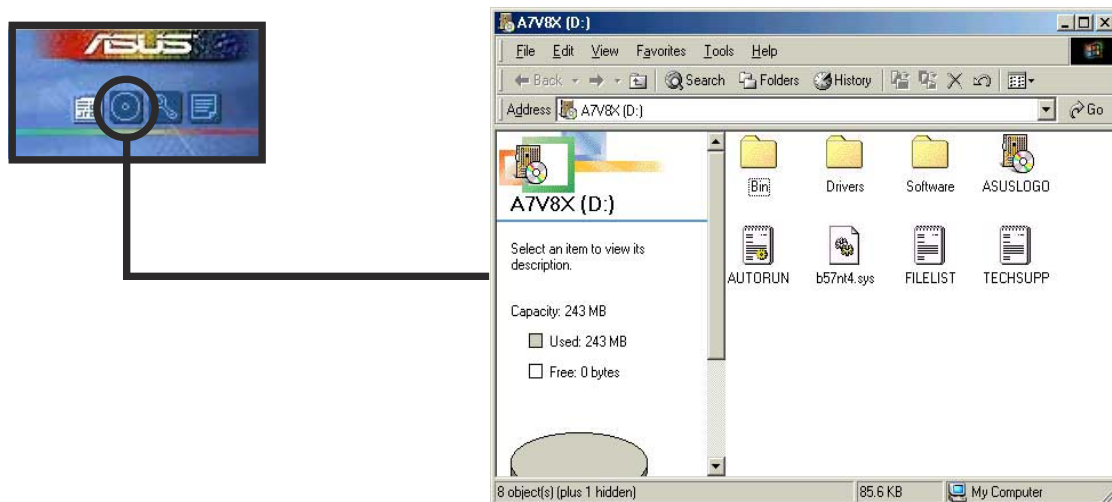 ASUS
A7V8X (D:)
File Edit View Favorites Tools Help
Back Search Folders History
Address A7V8X (D:) Go
A7V8X (D:)
Select an item to view its
description.
Capacity: 243 MB
Used: 243 MB
Free: 0 bytes
Bin Drivers Software ASUSLOGO
AUTORUN b57nt4.sys FILELIST TECHSUPP
8 object(s) (plus 1 hidden) 85.6 KB My Computer